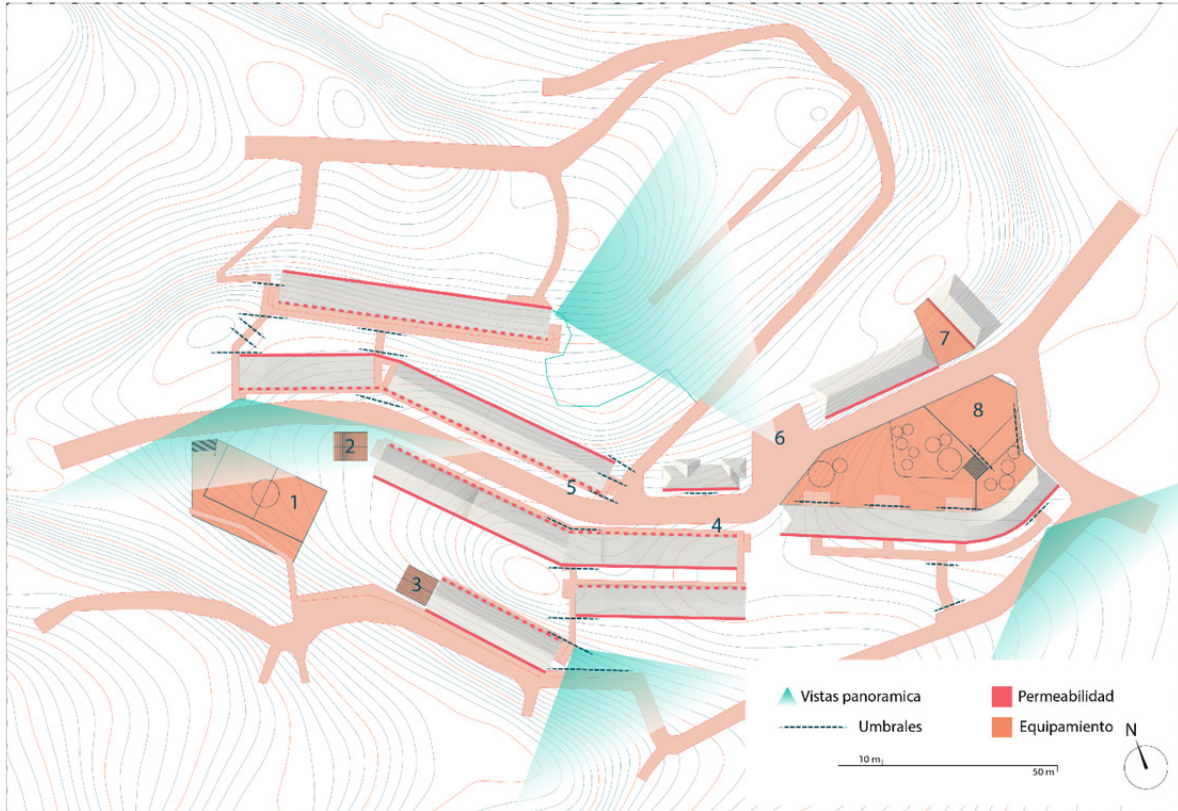 7
8
6
2
1
5
4
3
Vistas panoramica
Permeabilidad
Umbrales
Equipamiento
N
10 m
50 m